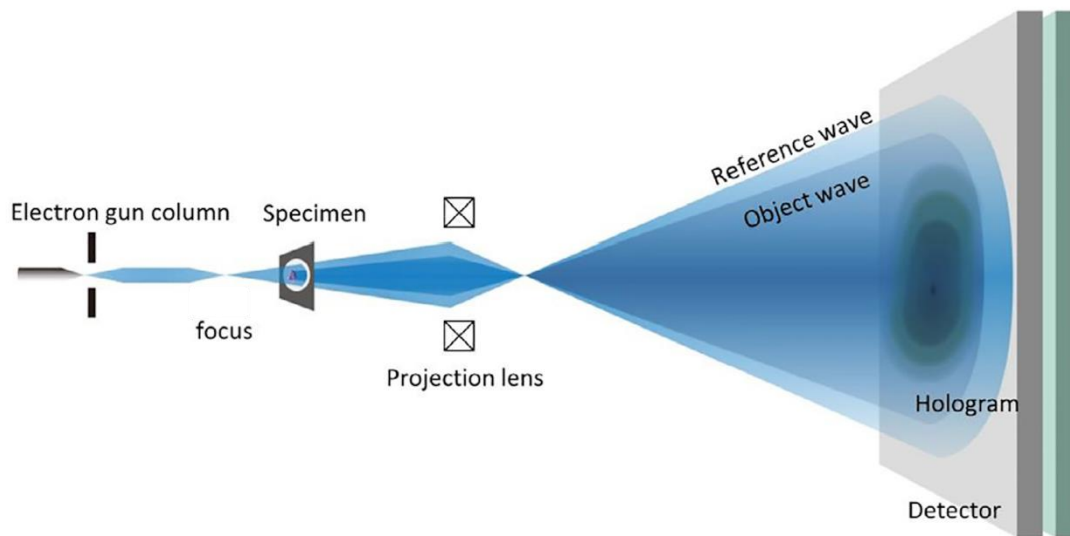 Reference wave
Object wave
Electron gun column
Specimen
focus
Projection lens
Hologram
Detector